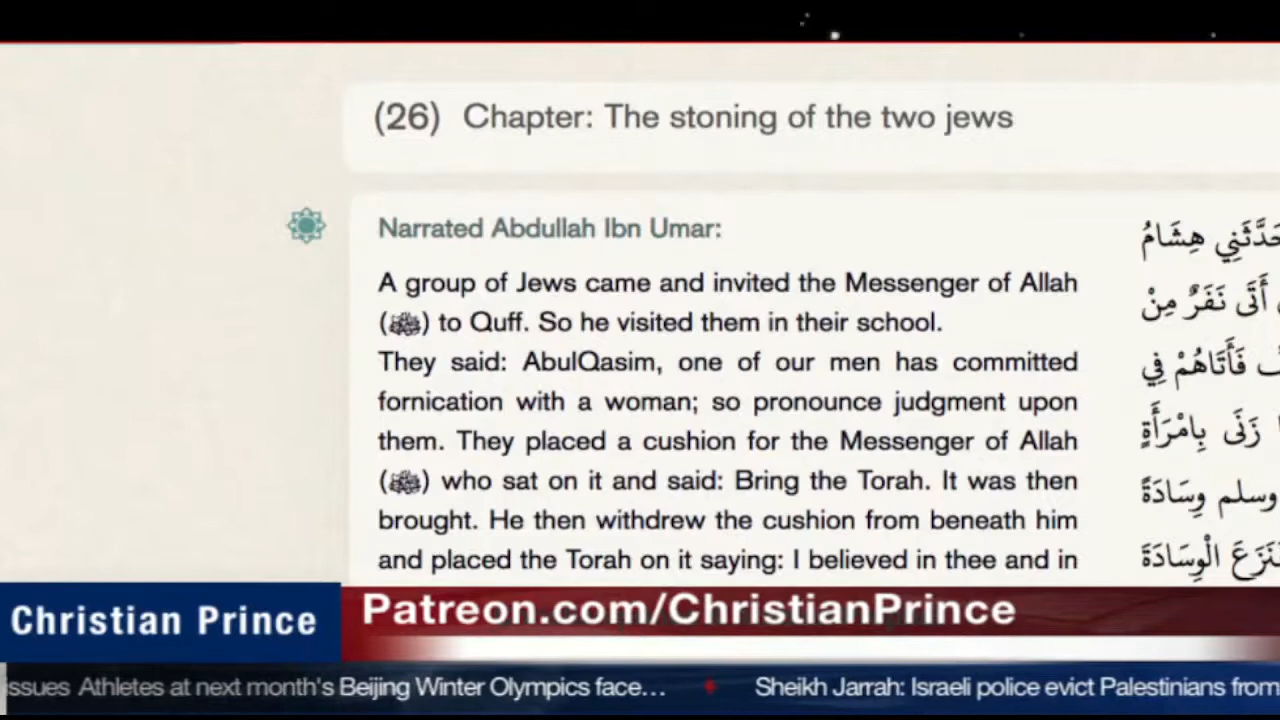 (26) Chapter: The stoning of the two jews
Narrated Abdullah Ibn Umar:
A group of Jews came and invited the Messenger of Allah
(ﷺ) to Quff. So he visited them in their school.
They said: AbulQasim, one of our men has committed
fornication with a woman; so pronounce judgment upon
them. They placed a cushion for the Messenger of Allah
(ﷺ) who sat on it and said: Bring the Torah. It was then
brought. He then withdrew the cushion from beneath him
and placed the Torah on it saying: I believed in thee and in
حَدَّثَنِي هِشَامُ
أَتَى نَفَرٌ مِنْ
فَأَتَاهُمْ فِي
زَنَى بِامْرَأَةٍ
وسلم وِسَادَةً
فَنَزَعَ الْوِسَادَةَ
Christian Prince
Patreon.com/ChristianPrince
issues Athletes at next month's Beijing Winter Olympics face... Sheikh Jarrah: Israeli police evict Palestinians from